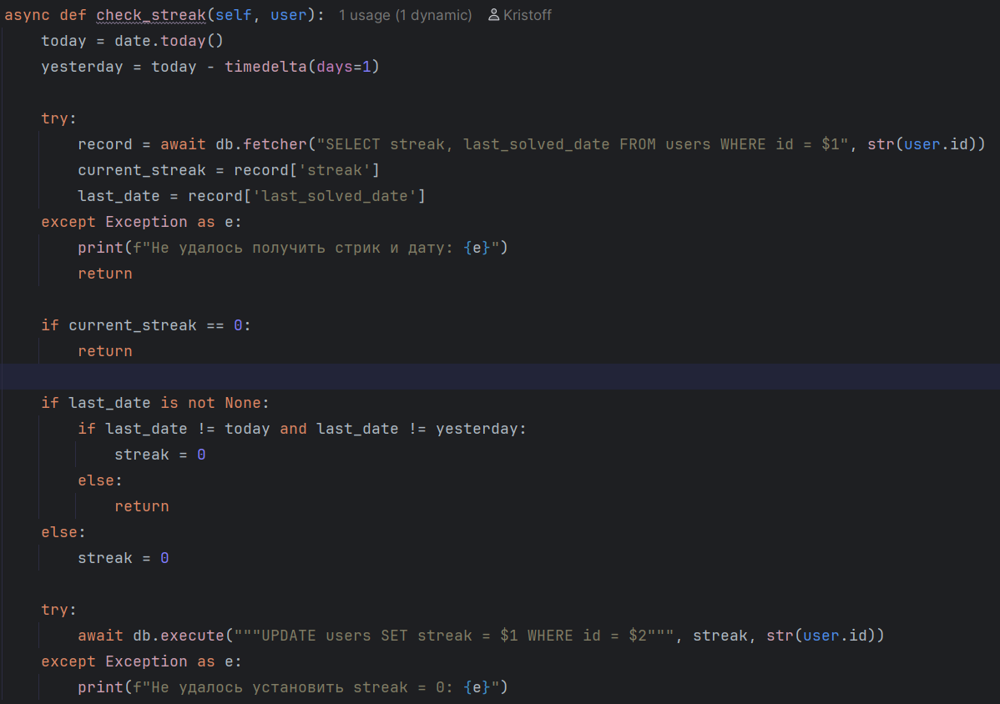 async def check_streak(self, user): 1 usage (1 dynamic) Kristoff
    today = date.today()
    yesterday = today - timedelta(days=1)

    try:
        record = await db.fetcher("SELECT streak, last_solved_date FROM users WHERE id = $1", str(user.id))
        current_streak = record['streak']
        last_date = record['last_solved_date']
    except Exception as e:
        print(f"Не удалось получить стрик и дату: {e}")
        return

    if current_streak == 0:
        return

    if last_date is not None:
        if last_date != today and last_date != yesterday:
            streak = 0
        else:
            return
    else:
        streak = 0

    try:
        await db.execute("""UPDATE users SET streak = $1 WHERE id = $2""", streak, str(user.id))
    except Exception as e:
        print(f"Не удалось установить streak = 0: {e}")